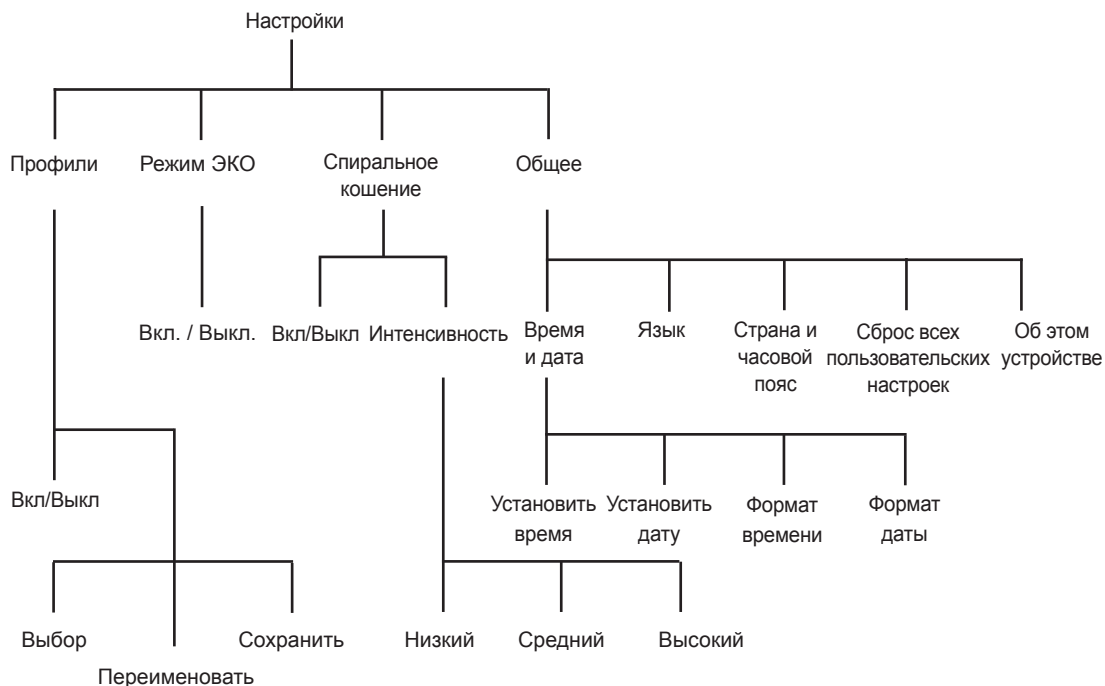 Настройки
Профили
Режим ЭКО
Спиральное
кошение
Общее
Вкл. / Выкл.
Вкл/Выкл
Интенсивность
Время
и дата
Язык
Страна и
часовой
пояс
Сброс всех
пользовательских
настроек
Об этом
устройстве
Вкл/Выкл
Установить
время
Установить
дату
Формат
времени
Формат
даты
Выбор
Переименовать
Сохранить
Низкий
Средний
Высокий